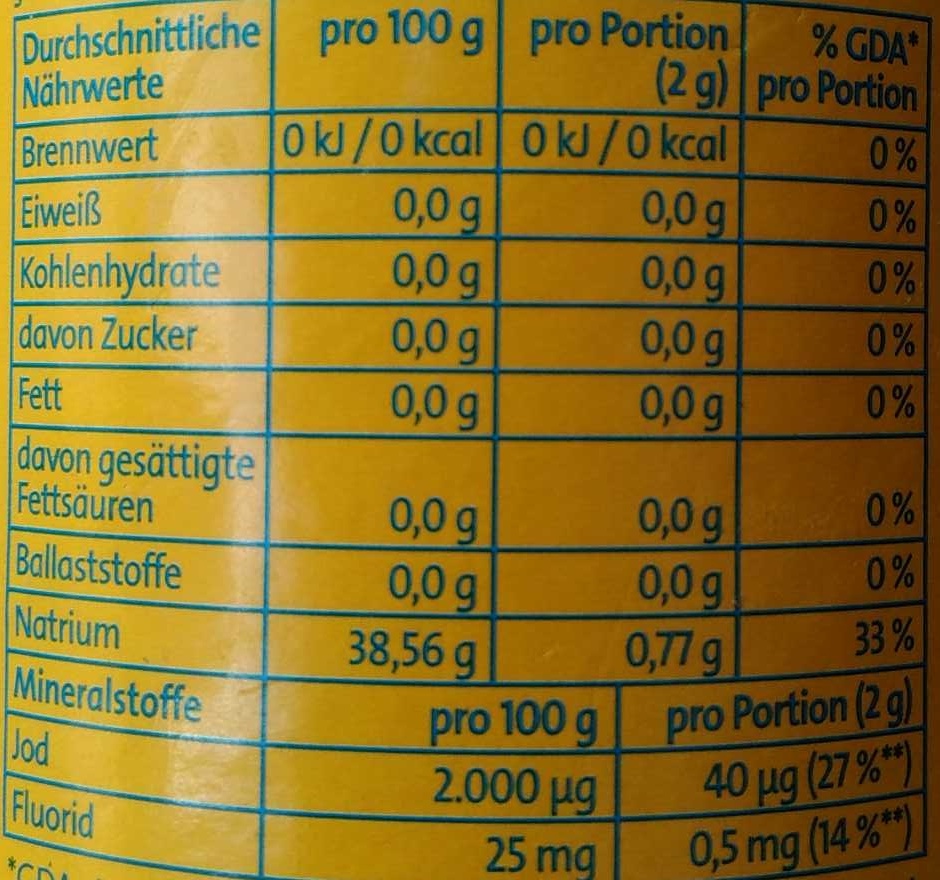 Durchschnittliche Nährwerte pro 100 g pro Portion (2 g) % GDA* pro Portion
Brennwert 0 kJ / 0 kcal 0 kJ / 0 kcal 0 %
Eiweiß 0,0 g 0,0 g 0 %
Kohlenhydrate 0,0 g 0,0 g 0 %
davon Zucker 0,0 g 0,0 g 0 %
Fett 0,0 g 0,0 g 0 %
davon gesättigte
Fettsäuren 0,0 g 0,0 g 0 %
Ballaststoffe 0,0 g 0,0 g 0 %
Natrium 38,56 g 0,77 g 33 %
Mineralstoffe pro 100 g pro Portion (2 g)
Jod 2.000 µg 40 µg (27 %**)
Fluorid 25 mg 0,5 mg (14 %**)